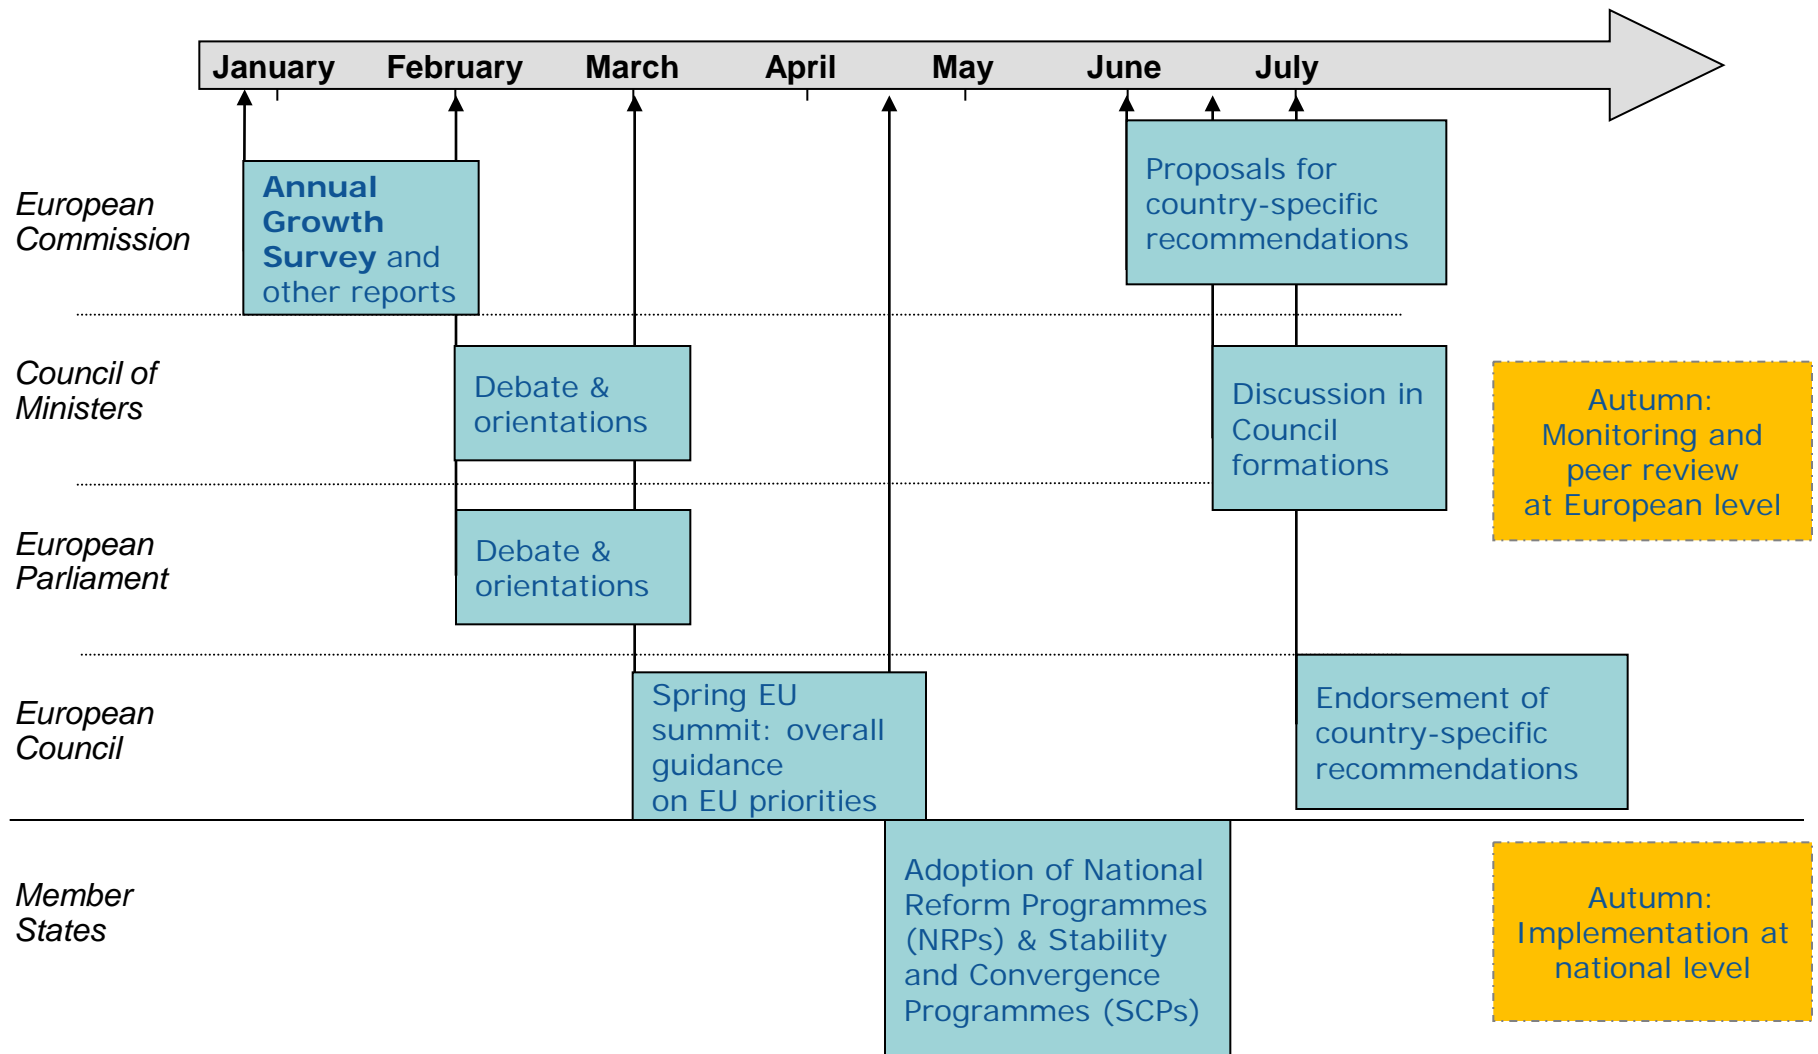 January February March April May June July
European
Commission
Annual
Growth
Survey and
other reports
Proposals for
country-specific
recommendations
Council of
Ministers
Debate &
orientations
Discussion in
Council
formations
Autumn:
Monitoring and
peer review
at European level
European
Parliament
Debate &
orientations
European
Council
Spring EU
summit: overall
guidance
on EU priorities
Endorsement of
country-specific
recommendations
Member
States
Adoption of National
Reform Programmes
(NRPs) & Stability
and Convergence
Programmes (SCPs)
Autumn:
Implementation at
national level